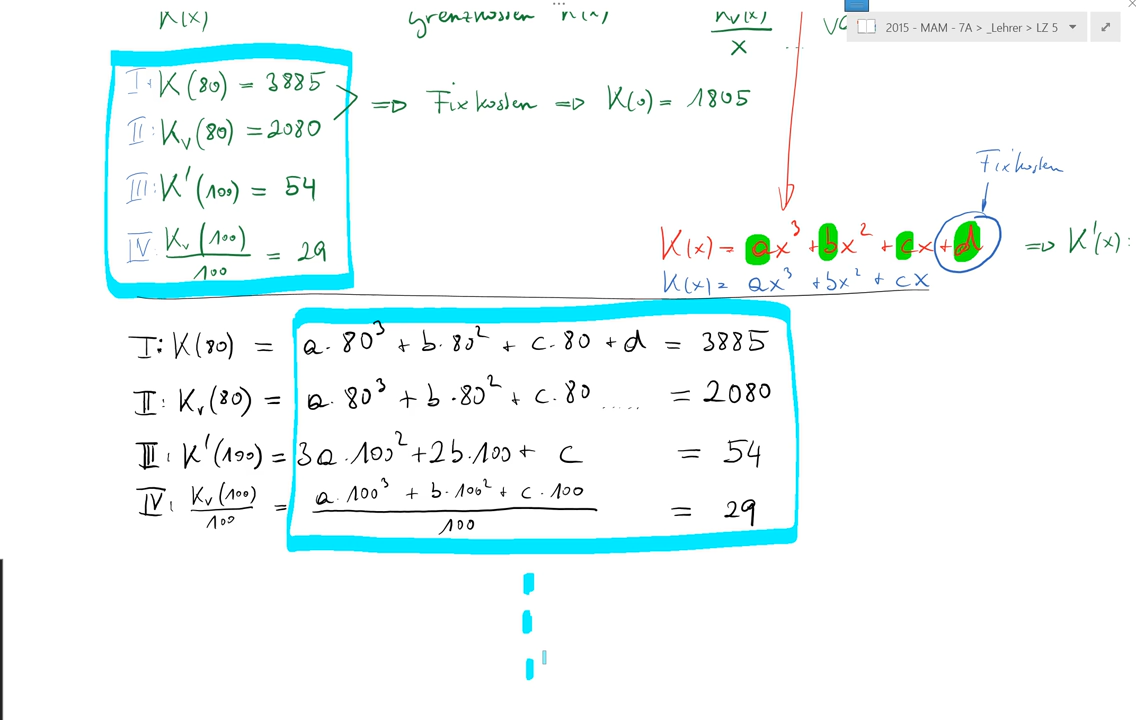 K(x) Grenzkosten K'(x) Kv(x)/x
2015 - MAM - 7A > _Lehrer > LZ 5
I: K(80) = 3885
=> Fixkosten => K(0) = 1805
II: Kv(80) = 2080
III: K'(100) = 54
IV: Kv(100)/100 = 29
Fixkosten
K(x) = ax³ + bx² + cx + d => K'(x):
K(x) = ax³ + bx² + cx
I: K(80) = a·80³ + b·80² + c·80 + d = 3885
II: Kv(80) = a·80³ + b·80² + c·80 ..... = 2080
III: K'(100) = 3a·100² + 2b·100 + c = 54
IV: Kv(100)/100 = (a·100³ + b·100² + c·100)/100 = 29